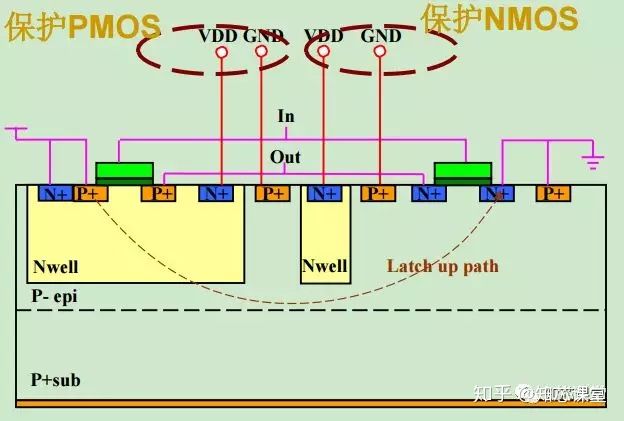 保护PMOS
保护NMOS
VDD GND VDD GND
In
Out
N+ P+ P+ N+ P+ N+ P+ N+ N+ P+
Nwell Nwell Latch up path
P- epi
P+sub
知乎 @知芯课堂